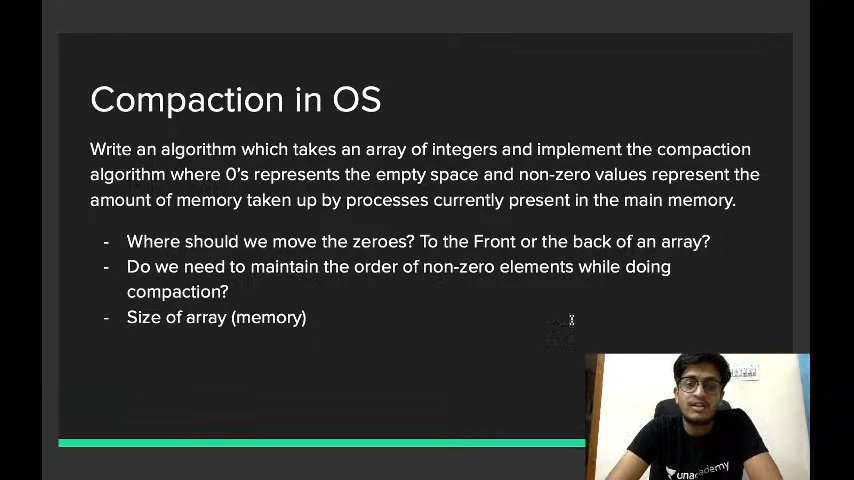 Compaction in OS
Write an algorithm which takes an array of integers and implement the compaction
algorithm where 0's represents the empty space and non-zero values represent the
amount of memory taken up by processes currently present in the main memory.
- Where should we move the zeroes? To the Front or the back of an array?
- Do we need to maintain the order of non-zero elements while doing
compaction?
- Size of array (memory)
unacademy